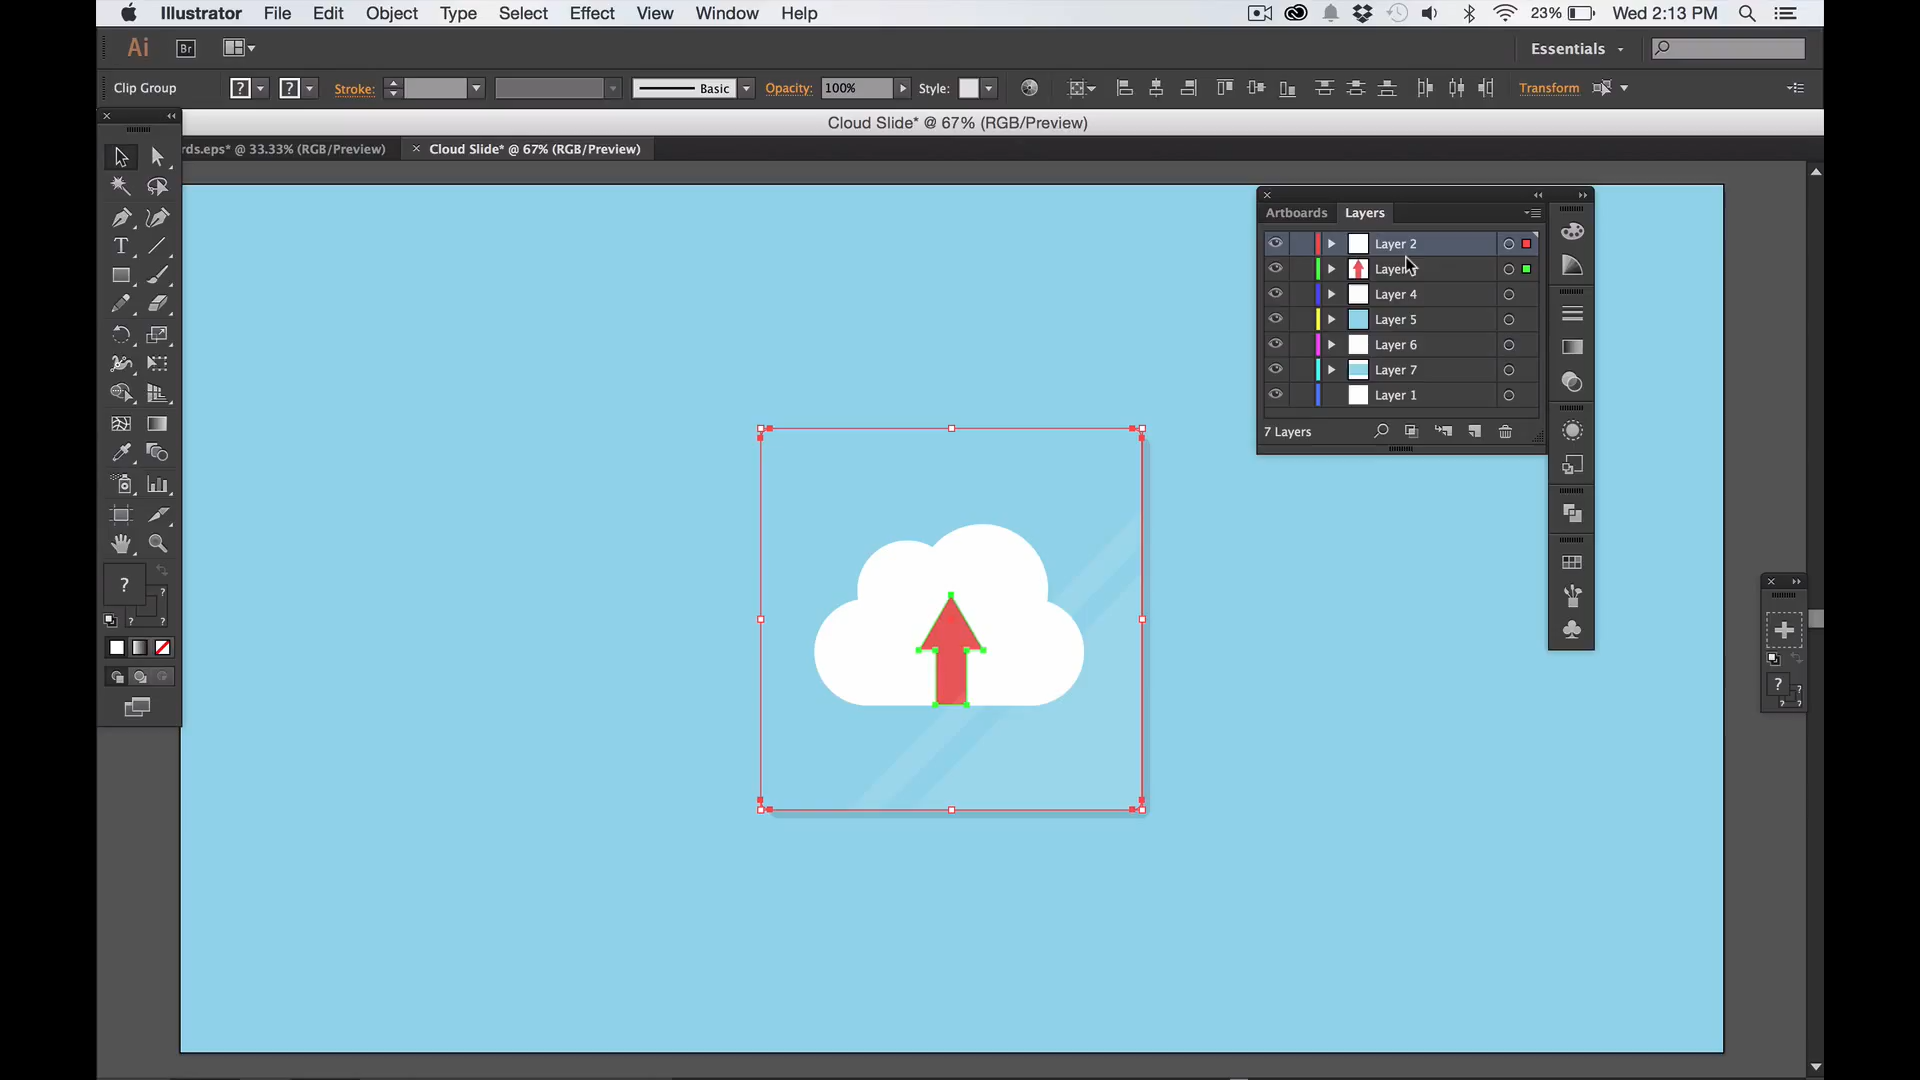 Illustrator File Edit Object Type Select Effect View Window Help 23% Wed 2:13 PM
Ai Br Essentials
Clip Group ? ? Stroke: Basic Opacity: 100% Style: Transform
Cloud Slide* @ 67% (RGB/Preview)
rds.eps* @ 33.33% (RGB/Preview) × Cloud Slide* @ 67% (RGB/Preview)
Artboards Layers
Layer 2
Layer
Layer 4
Layer 5
Layer 6
Layer 7
Layer 1
7 Layers
T
?
?
? ?
?
?
? ?